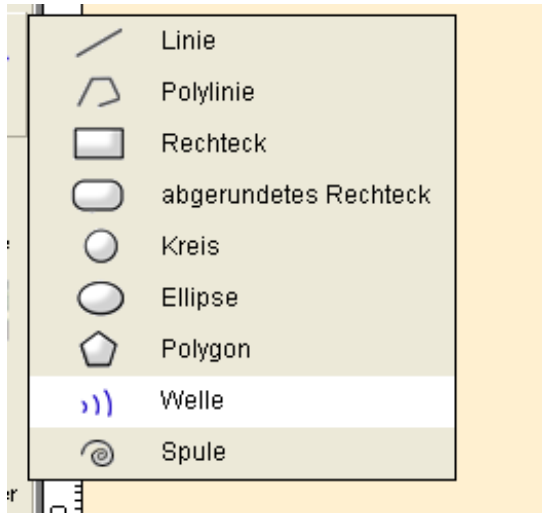 Linie
Polylinie
Rechteck
abgerundetes Rechteck
Kreis
Ellipse
Polygon
Welle
Spule